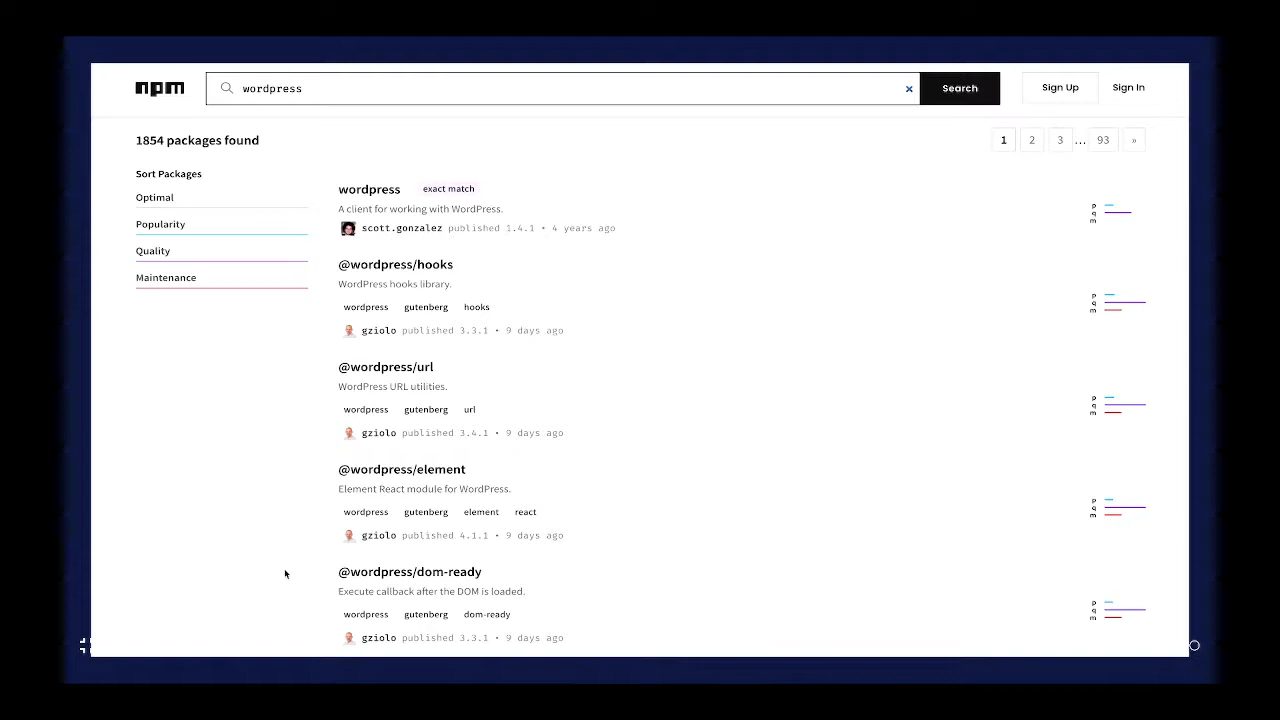 npm
wordpress
×
Search
Sign Up
Sign In
1854 packages found
1 2 3 ... 93 »
Sort Packages
Optimal
Popularity
Quality
Maintenance
wordpress exact match
A client for working with WordPress.
scott.gonzalez published 1.4.1 • 4 years ago
p
q
m
@wordpress/hooks
WordPress hooks library.
wordpress gutenberg hooks
gziolo published 3.3.1 • 9 days ago
p
q
m
@wordpress/url
WordPress URL utilities.
wordpress gutenberg url
gziolo published 3.4.1 • 9 days ago
p
q
m
@wordpress/element
Element React module for WordPress.
wordpress gutenberg element react
gziolo published 4.1.1 • 9 days ago
p
q
m
@wordpress/dom-ready
Execute callback after the DOM is loaded.
wordpress gutenberg dom-ready
gziolo published 3.3.1 • 9 days ago
p
q
m